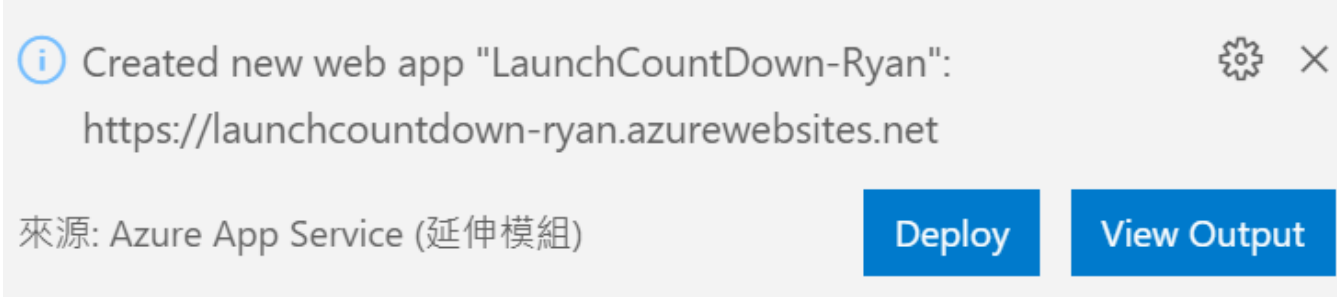 Created new web app "LaunchCountDown-Ryan":
https://launchcountdown-ryan.azurewebsites.net
來源: Azure App Service (延伸模組)
Deploy
View Output